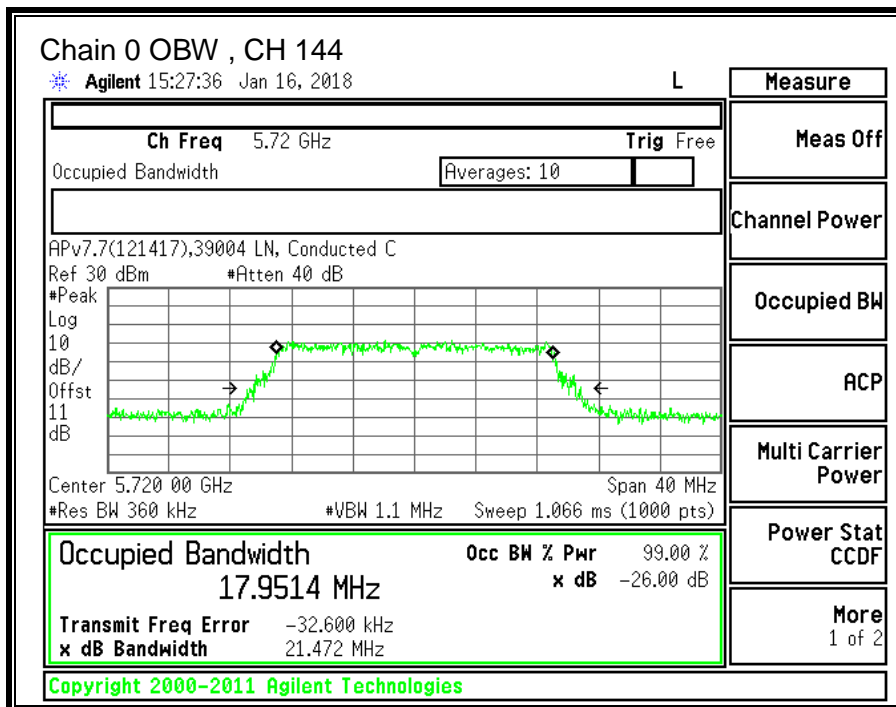 Chain 0 OBW , CH 144
Agilent 15:27:36 Jan 16, 2018 L
Measure
Ch Freq 5.72 GHz Trig Free
Meas Off
Occupied Bandwidth Averages: 10
Channel Power
APv7.7(121417),39004 LN, Conducted C
Ref 30 dBm #Atten 40 dB
#Peak
Log
10
dB/
Offst
11
dB
Occupied BW
ACP
Multi Carrier
Power
Center 5.720 00 GHz Span 40 MHz
#Res BW 360 kHz #VBW 1.1 MHz Sweep 1.066 ms (1000 pts)
Power Stat
CCDF
Occupied Bandwidth Occ BW % Pwr 99.00 %
17.9514 MHz x dB -26.00 dB
Transmit Freq Error -32.600 kHz
x dB Bandwidth 21.472 MHz
More
1 of 2
Copyright 2000-2011 Agilent Technologies